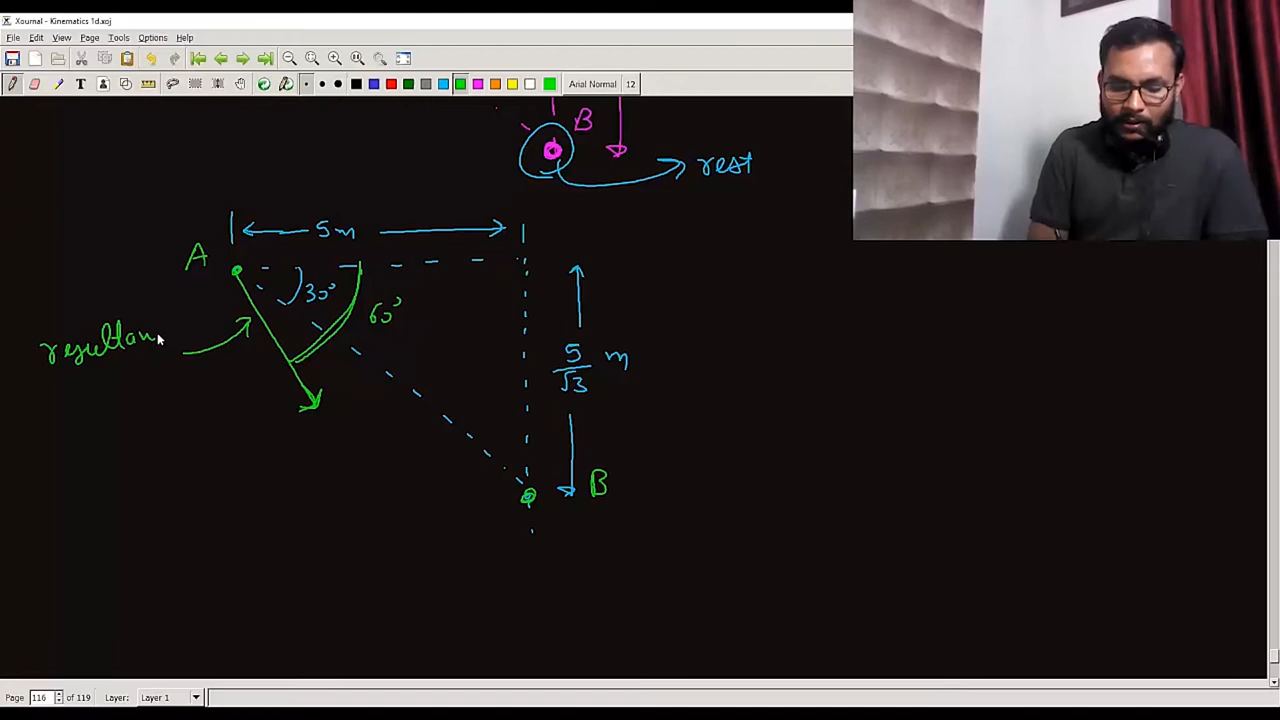 Xournal - Kinematics 1d.xoj
File Edit View Page Tools Options Help
Arial Normal 12
B
rest
5m
A
30°
60°
resultan
5/√3 m
B
Page 116 of 119 Layer: Layer 1